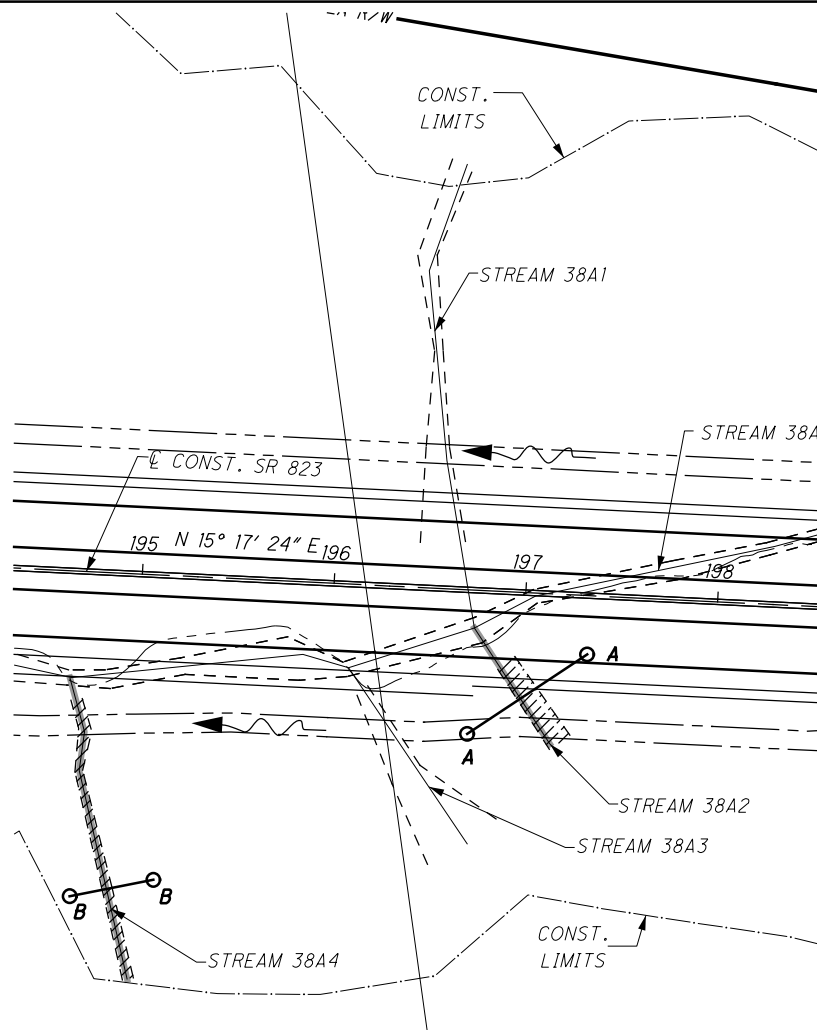 CONST.
LIMITS
STREAM 38A1
STREAM 38A
℄ CONST. SR 823
195 N 15° 17' 24" E 196
197
198
A
A
STREAM 38A2
STREAM 38A3
B
B
STREAM 38A4
CONST.
LIMITS